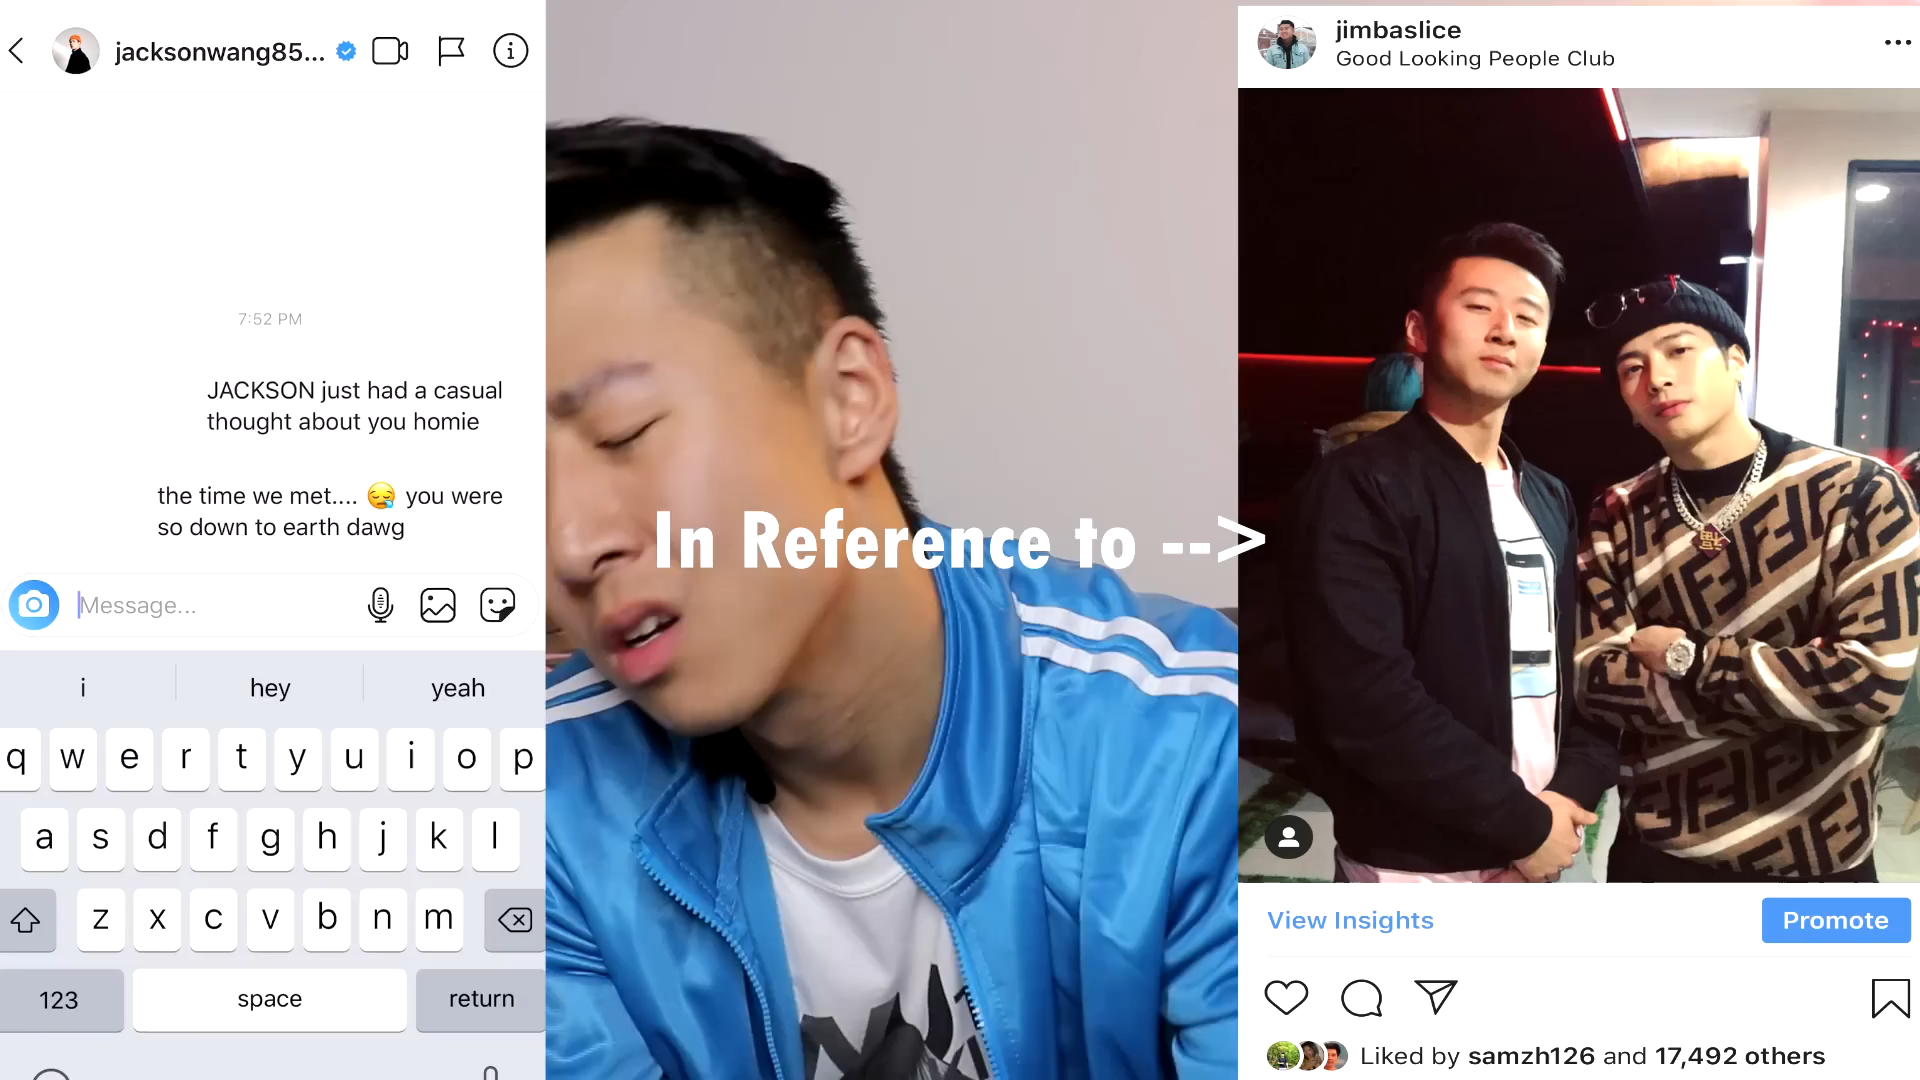 jacksonwang85...
7:52 PM
JACKSON just had a casual
thought about you homie
the time we met.... 😪 you were
so down to earth dawg
Message...
i hey yeah
q w e r t y u i o p
a s d f g h j k l
z x c v b n m
123 space return
In Reference to -->
jimbaslice
Good Looking People Club
View Insights
Promote
Liked by samzh126 and 17,492 others